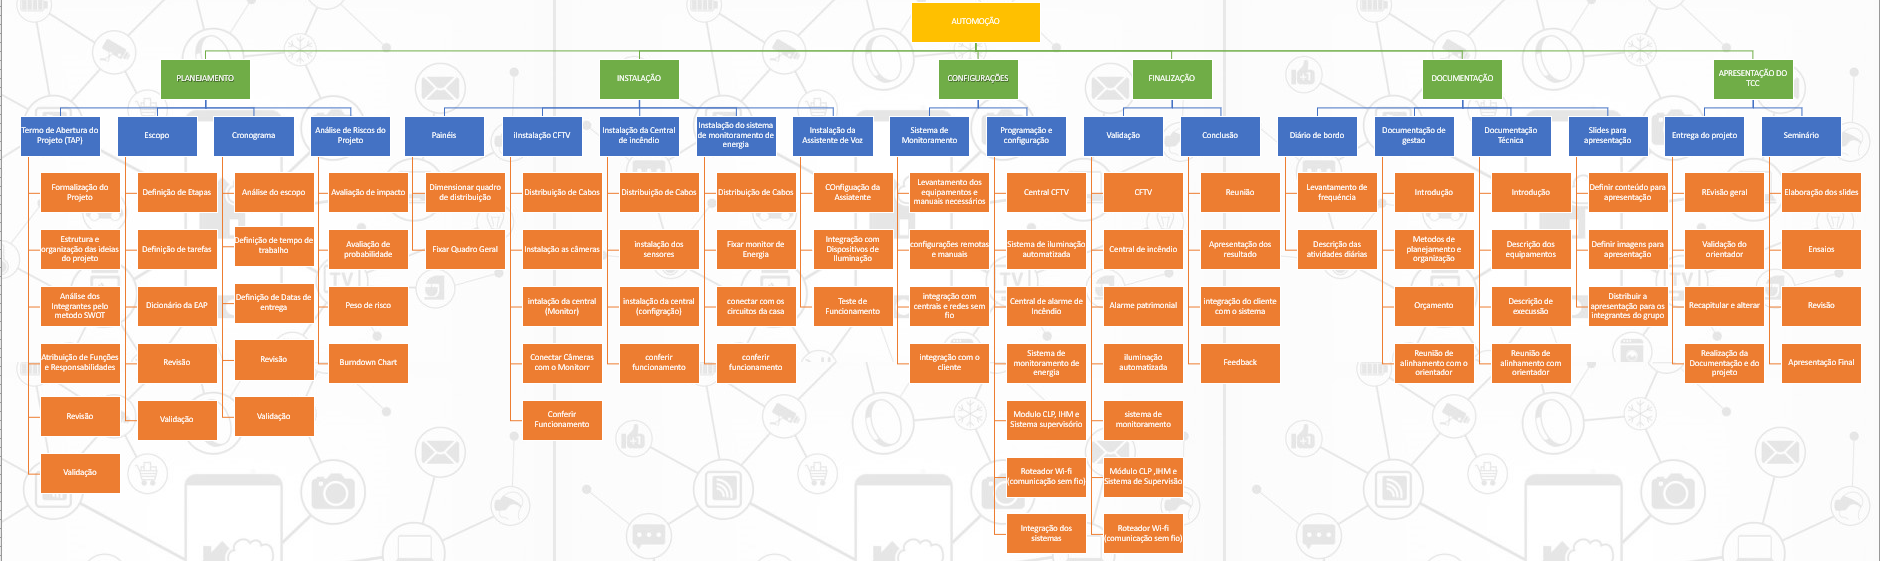 AUTOMOÇÃO
PLANEJAMENTO
INSTALAÇÃO
CONFIGURAÇÕES
FINALIZAÇÃO
DOCUMENTAÇÃO
APRESENTAÇÃO DO
TCC
Termo de Abertura do
Projeto (TAP)
Escopo
Cronograma
Análise de Riscos do
Projeto
Painéis
iInstalação CFTV
Instalação da Central
de incêndio
Instalação do sistema
de monitoramento de
energia
Instalação da
Assistente de Voz
Sistema de
Monitoramento
Programação e
configuração
Validação
Conclusão
Diário de bordo
Documentação de
gestao
Documentação
Técnica
Slides para
apresentação
Entrega do projeto
Seminário
Formalização do
Projeto
Estrutura e
organização das ideias
do projeto
Análise dos
Integrantes pelo
metodo SWOT
Atribuição de Funções
e Responsabilidades
Revisão
Validação
Definição de Etapas
Definição de tarefas
Dicionário da EAP
Revisão
Validação
Análise do escopo
Definição de tempo de
trabalho
Definição de Datas de
entrega
Revisão
Validação
Avaliação de impacto
Avaliação de
probabilidade
Peso de risco
Burndown Chart
Dimensionar quadro
de distribuição
Fixar Quadro Geral
Distribuição de Cabos
Instalação as câmeras
intalação da central
(Monitor)
Conectar Câmeras
com o Monitorr
Conferir
Funcionamento
Distribuição de Cabos
instalação dos
sensores
instalação da central
(configração)
conferir
funcionamento
Distribuição de Cabos
Fixar monitor de
Energia
conectar com os
circuitos da casa
conferir
funcionamento
COnfiguação da
Assiatente
Integração com
Dispositivos de
Iluminação
Teste de
Funcionamento
Levantamento dos
equipamentos e
manuais necessários
configurações remotas
e manuais
integração com
centrais e redes sem
fio
integração com o
cliente
Central CFTV
Sistema de iluminação
automatizada
Central de alarme de
Incêndio
Sistema de
monitoramento de
energia
Modulo CLP, IHM e
Sistema supervisório
Roteador Wi-fi
(comunicação sem fio)
Integração dos
sistemas
CFTV
Central de incêndio
Alarme patrimonial
iluminação
automatizada
sistema de
monitoramento
Módulo CLP ,IHM e
Sistema de Supervisão
Roteador Wi-fi
(comunicação sem fio)
Reunião
Apresentação dos
resultado
integração do cliente
com o sistema
Feedback
Levantamento de
frequência
Descrição das
atividades diárias
Introdução
Metodos de
planejamento e
organização
Orçamento
Reunião de
alinhamento com o
orientador
Introdução
Descrição dos
equipamentos
Descrição de
execussão
Reunião de
alinhamento com
orientador
Definir conteúdo para
apresentação
Definir imagens para
apresentação
Distribuir a
apresentação para os
integrantes do grupo
REvisão geral
Validação do
orientador
Recapitular e alterar
Realização da
Documentação e do
projeto
Elaboração dos slides
Ensaios
Revisão
Apresentação Final